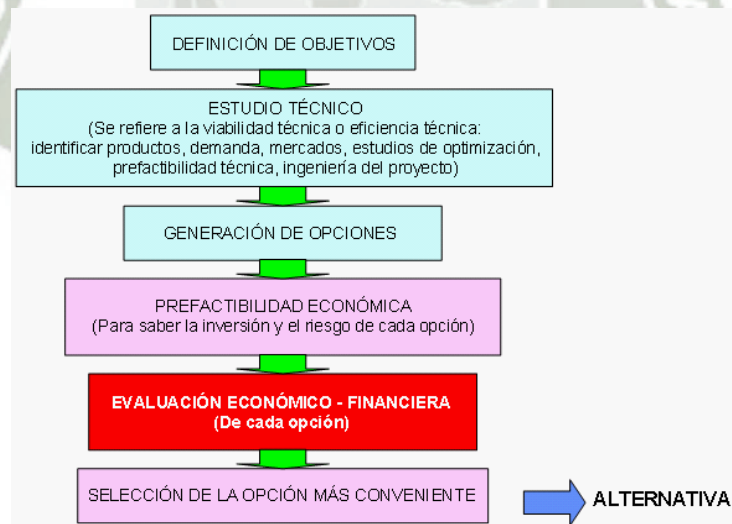 DEFINICIÓN DE OBJETIVOS
ESTUDIO TÉCNICO
(Se refiere a la viabilidad técnica o eficiencia técnica:
identificar productos, demanda, mercados, estudios de optimización,
prefactibilidad técnica, ingeniería del proyecto)
GENERACIÓN DE OPCIONES
PREFACTIBILIDAD ECONÓMICA
(Para saber la inversión y el riesgo de cada opción)
EVALUACIÓN ECONÓMICO - FINANCIERA
(De cada opción)
SELECCIÓN DE LA OPCIÓN MÁS CONVENIENTE
ALTERNATIVA